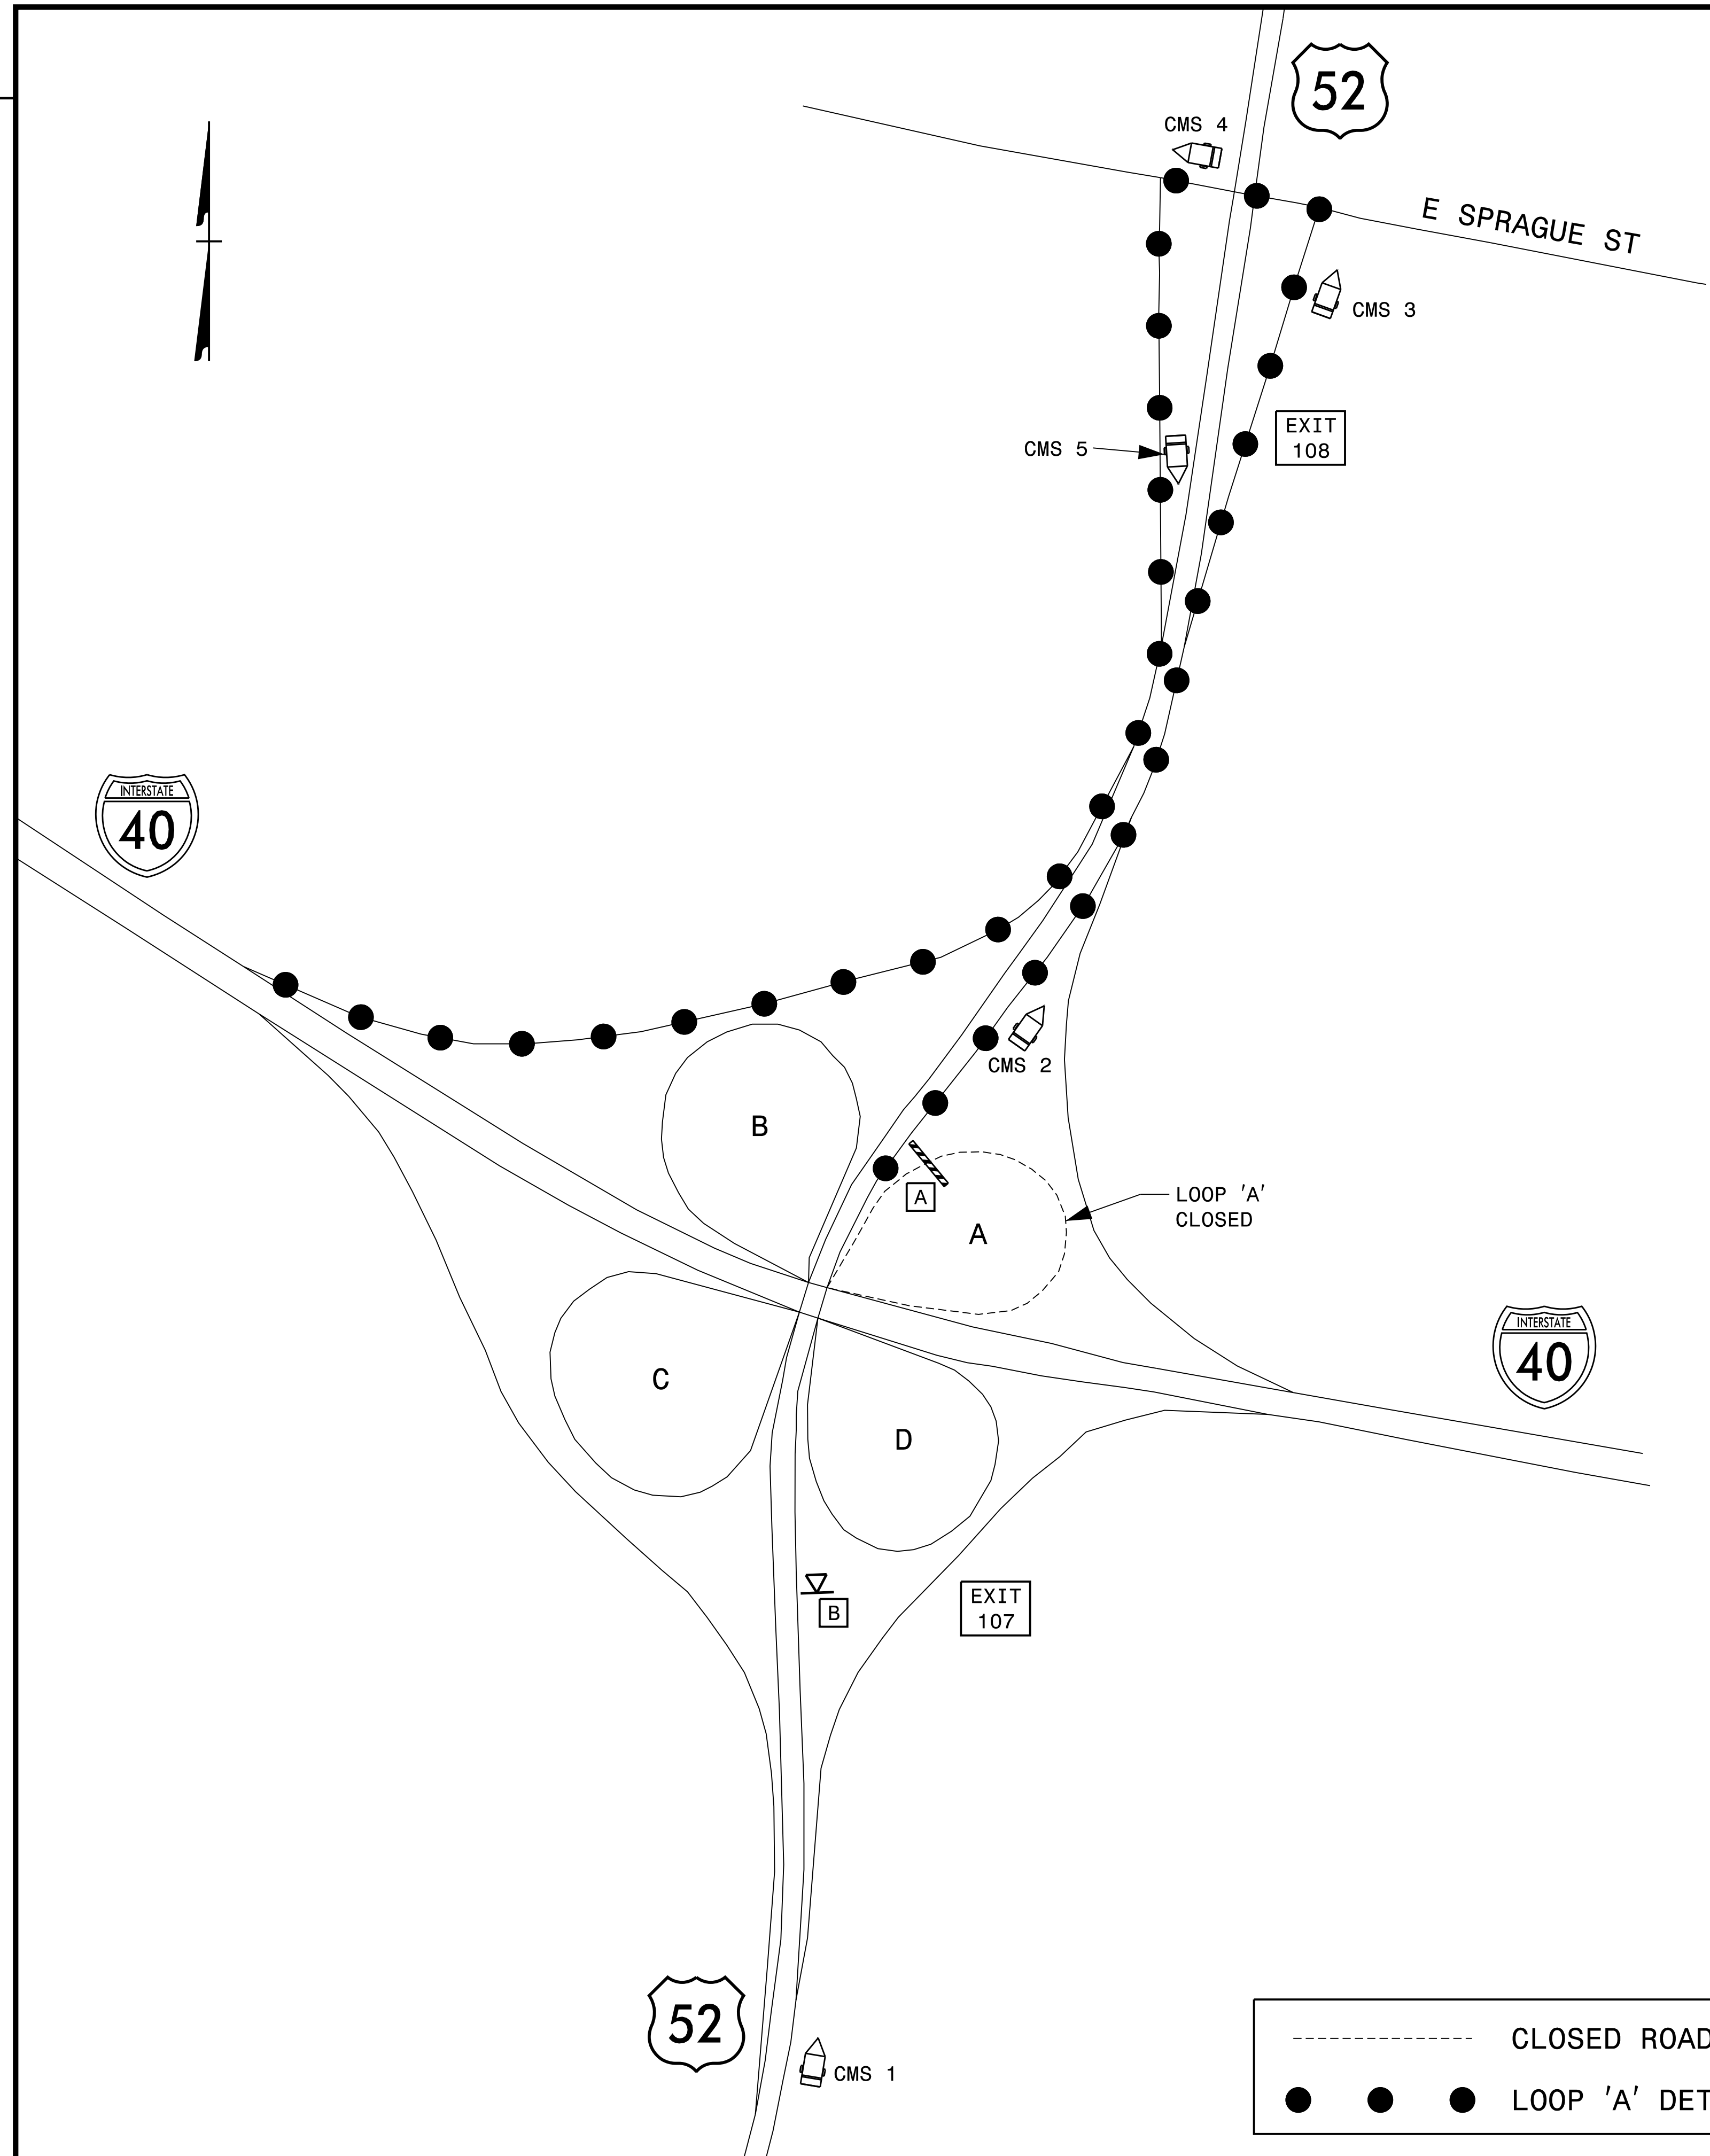 52
CMS 4
E SPRAGUE ST
CMS 3
EXIT
108
CMS 5
INTERSTATE
40
CMS 2
B
A
LOOP 'A'
CLOSED
A
INTERSTATE
40
C
D
EXIT
107
B
52
CLOSED ROAD
CMS 1
LOOP 'A' DET